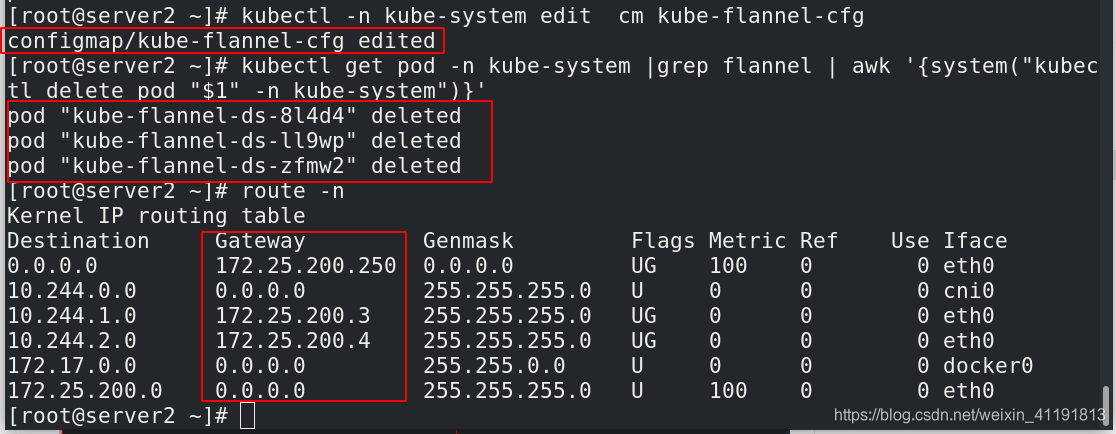 [root@server2 ~]# kubectl -n kube-system edit  cm kube-flannel-cfg
configmap/kube-flannel-cfg edited
[root@server2 ~]# kubectl get pod -n kube-system |grep flannel | awk '{system("kubec
tl delete pod "$1" -n kube-system")}'
pod "kube-flannel-ds-8l4d4" deleted
pod "kube-flannel-ds-ll9wp" deleted
pod "kube-flannel-ds-zfmw2" deleted
[root@server2 ~]# route -n
Kernel IP routing table
Destination     Gateway         Genmask         Flags Metric Ref    Use Iface
0.0.0.0         172.25.200.250  0.0.0.0         UG    100    0        0 eth0
10.244.0.0      0.0.0.0         255.255.255.0   U     0      0        0 cni0
10.244.1.0      172.25.200.3    255.255.255.0   UG    0      0        0 eth0
10.244.2.0      172.25.200.4    255.255.255.0   UG    0      0        0 eth0
172.17.0.0      0.0.0.0         255.255.0.0     U     0      0        0 docker0
172.25.200.0    0.0.0.0         255.255.255.0   U     100    0        0 eth0
[root@server2 ~]#
https://blog.csdn.net/weixin_41191813